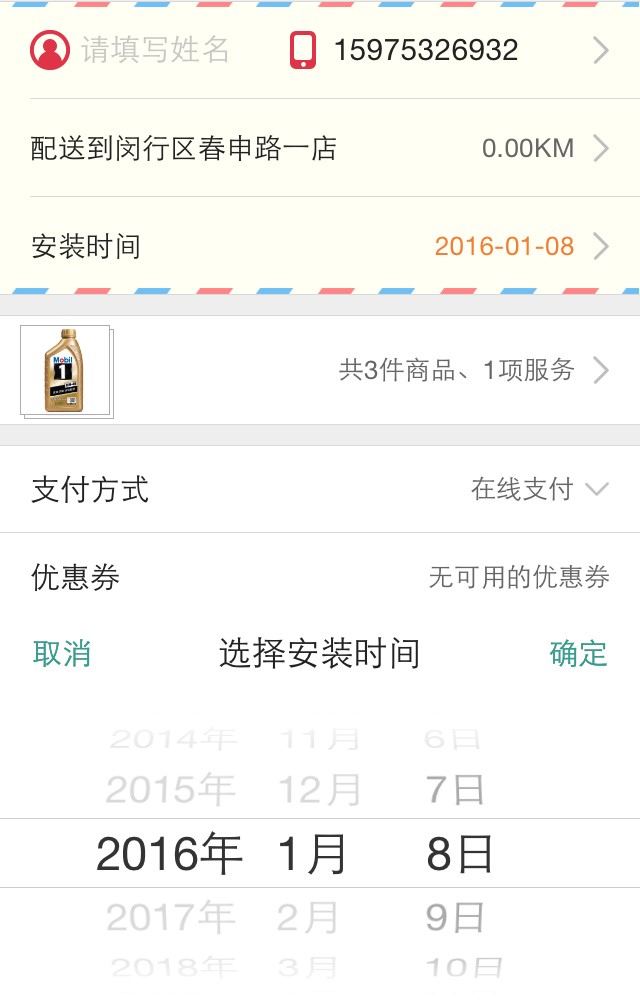 请填写姓名 15975326932
配送到闵行区春申路一店 0.00KM
安装时间 2016-01-08
Mobil
1
共3件商品、1项服务
支付方式 在线支付
优惠券 无可用的优惠券
取消 选择安装时间 确定
2014年 11月 6日
2015年 12月 7日
2016年 1月 8日
2017年 2月 9日
2018年 3月 10日